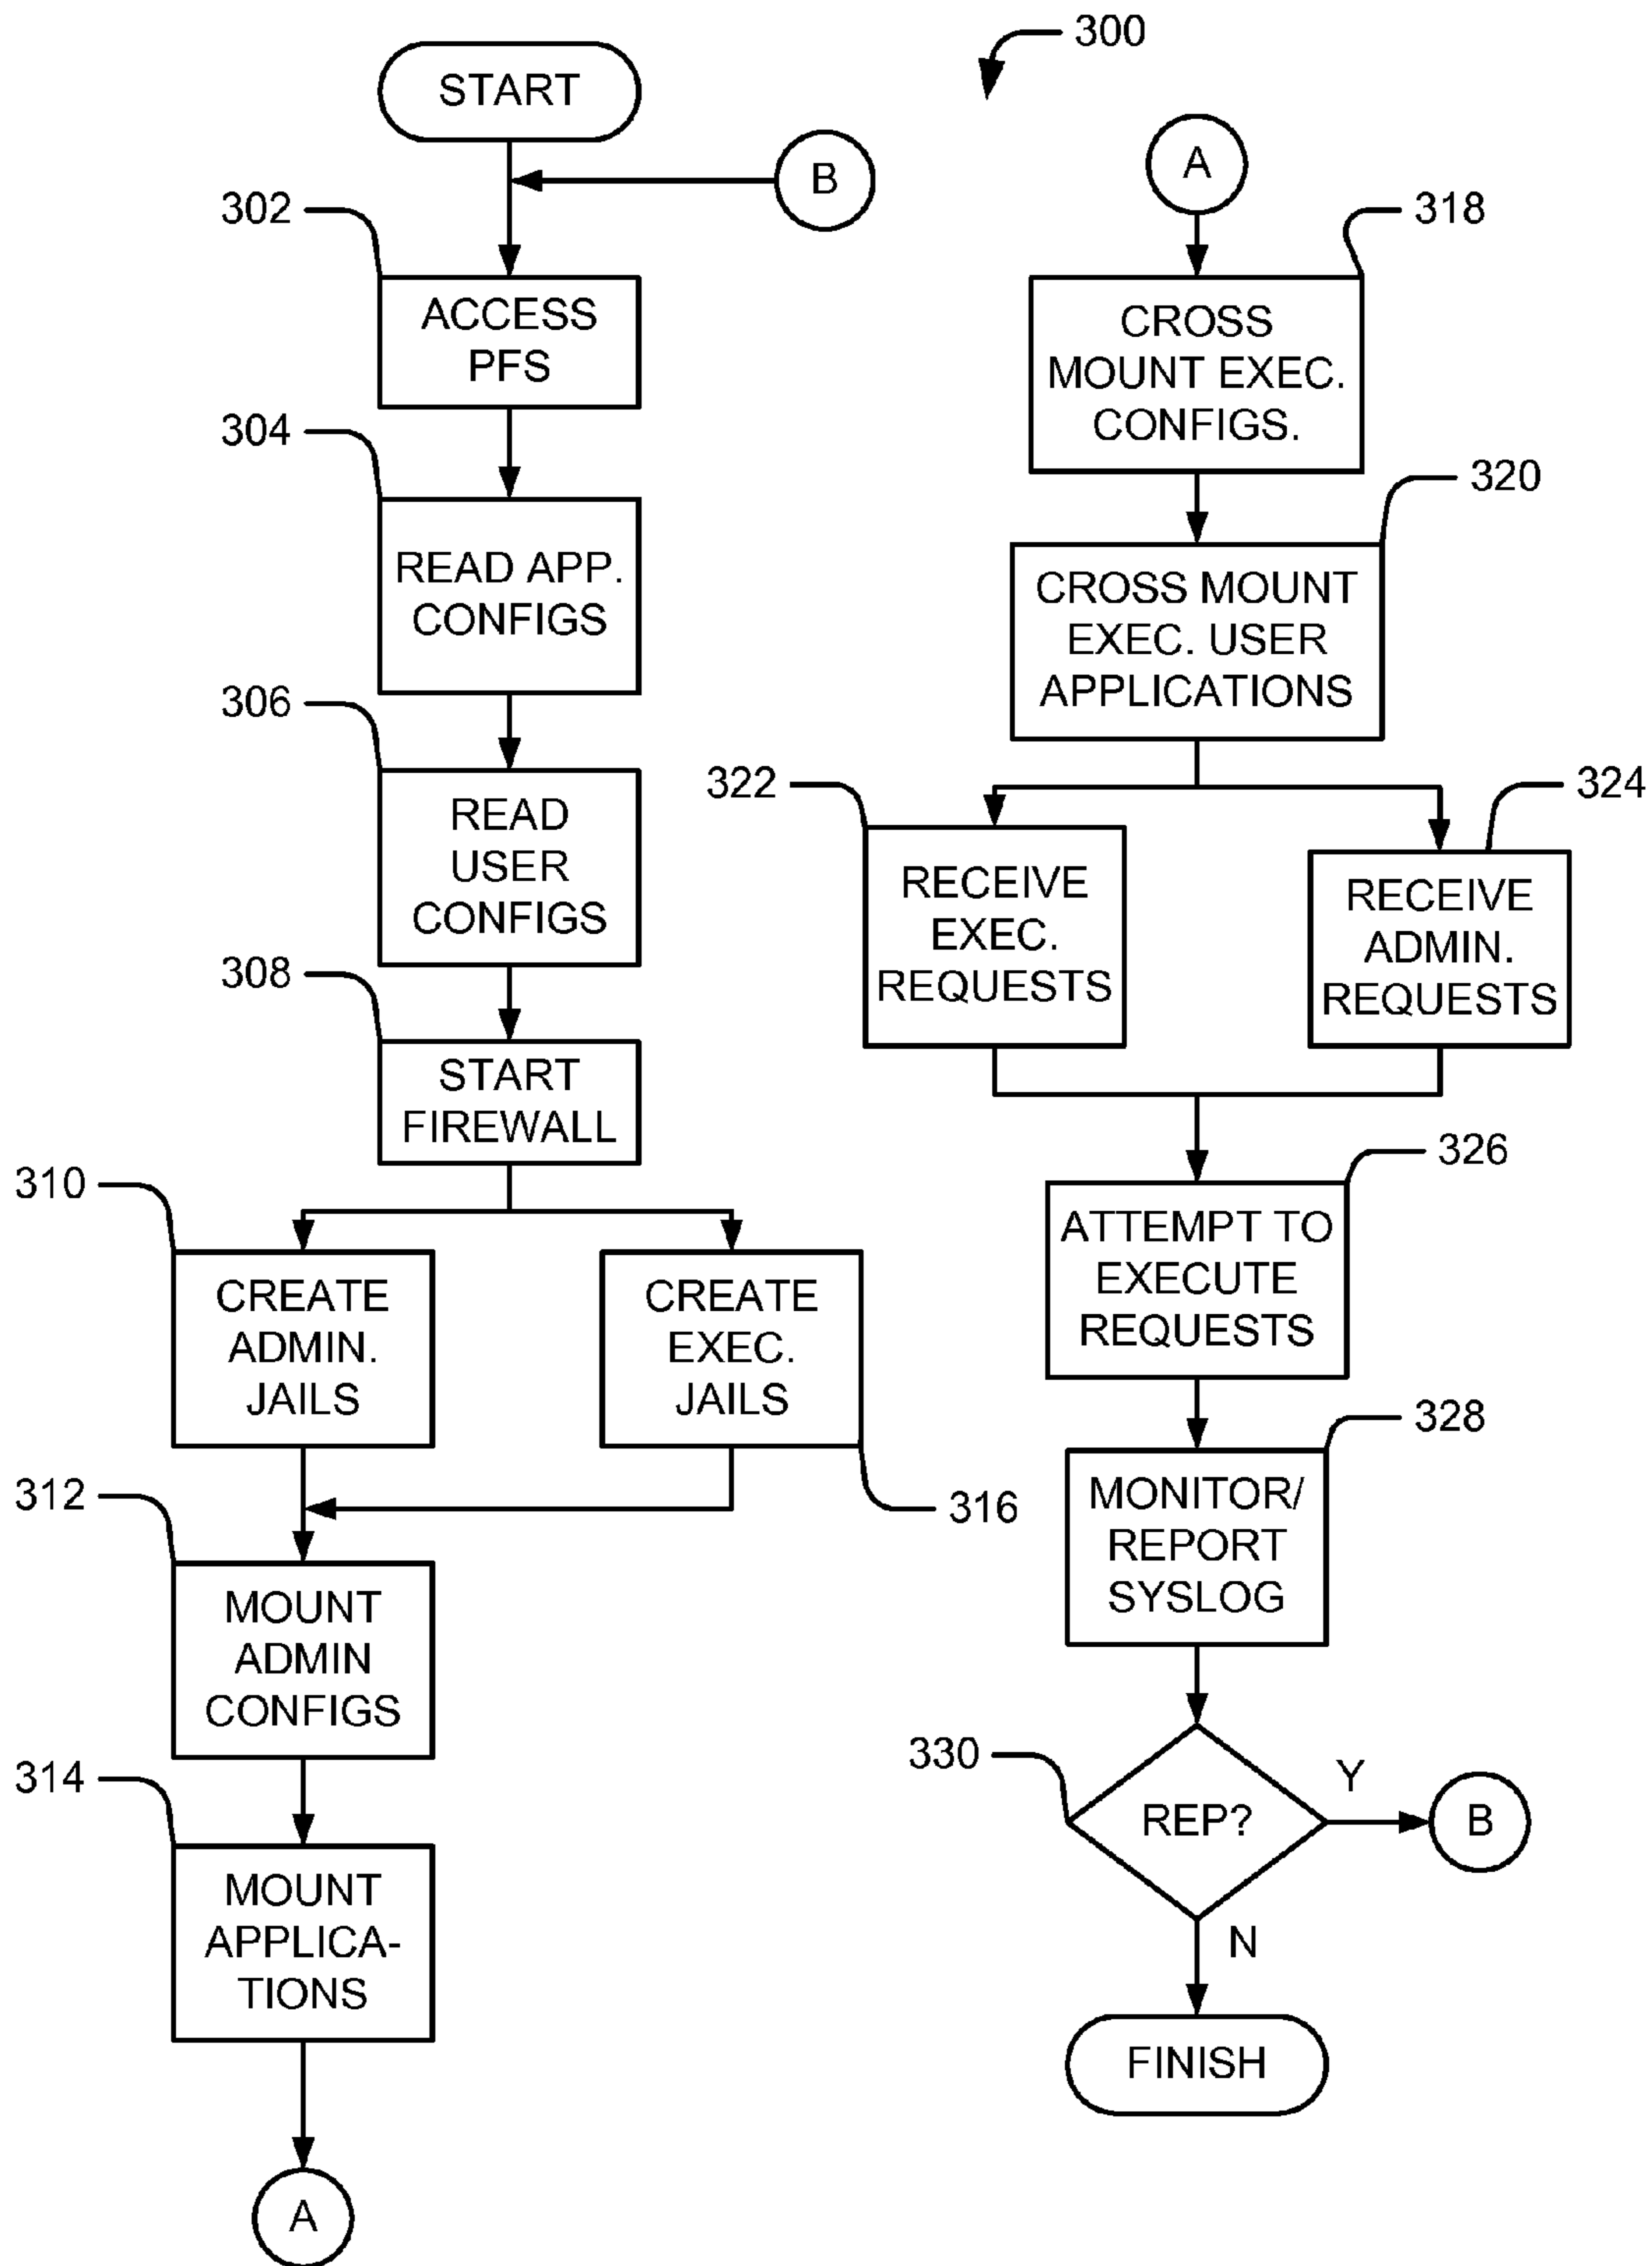 300
START
B
302
ACCESS
PFS
304
READ APP.
CONFIGS
306
READ
USER
CONFIGS
308
START
FIREWALL
310
CREATE
ADMIN.
JAILS
CREATE
EXEC.
JAILS
316
312
MOUNT
ADMIN
CONFIGS
314
MOUNT
APPLICA-
TIONS
A
A
318
CROSS
MOUNT EXEC.
CONFIGS.
320
CROSS MOUNT
EXEC. USER
APPLICATIONS
322
RECEIVE
EXEC.
REQUESTS
324
RECEIVE
ADMIN.
REQUESTS
326
ATTEMPT TO
EXECUTE
REQUESTS
328
MONITOR/
REPORT
SYSLOG
330
REP?
Y
B
N
FINISH